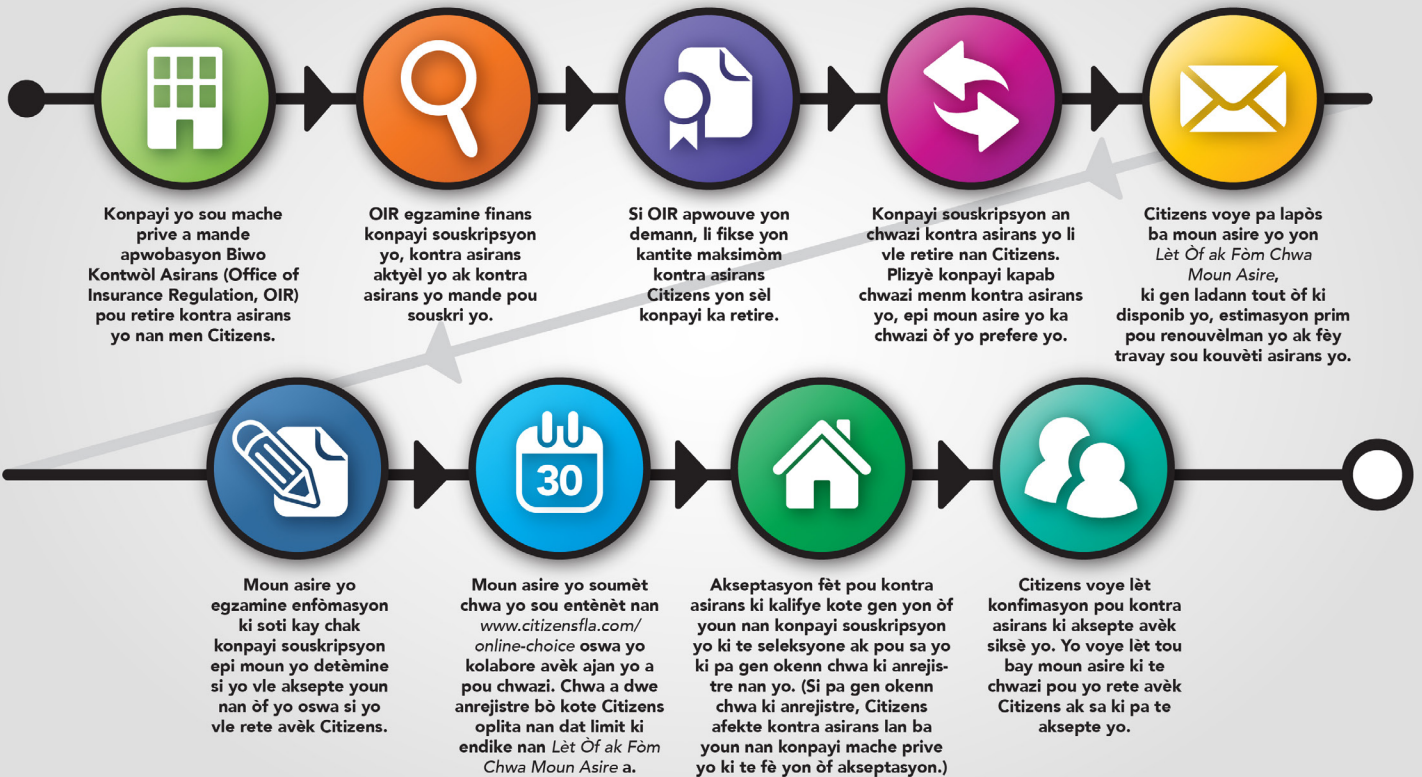 Konpayi yo sou mache
prive a mande
apwobasyon Biwo
Kontwòl Asirans (Office of
Insurance Regulation, OIR)
pou retire kontra asirans
yo nan men Citizens.
OIR egzamine finans
konpayi souskripsyon
yo, kontra asirans
aktyèl yo ak kontra
asirans yo mande pou
souskri yo.
Si OIR apwouve yon
demann, li fikse yon
kantite maksimòm
kontra asirans
Citizens yon sèl
konpayi ka retire.
Konpayi souskripsyon an
chwazi kontra asirans yo li
vle retire nan Citizens.
Plizyè konpayi kapab
chwazi menm kontra asirans
yo, epi moun asire yo ka
chwazi òf yo prefere yo.
Citizens voye pa lapòs
ba moun asire yo yon
Lèt Òf ak Fòm Chwa
Moun Asire,
ki gen ladann tout òf ki
disponib yo, estimasyon prim
pou renouvèlman yo ak fèy
travay sou kouvèti asirans yo.
Moun asire yo
egzamine enfòmasyon
ki soti kay chak
konpayi souskripsyon
epi moun yo detèmine
si yo vle aksepte youn
nan òf yo oswa si yo
vle rete avèk Citizens.
30
Moun asire yo soumèt
chwa yo sou entènèt nan
www.citizensfla.com/
online-choice oswa yo
kolabore avèk ajan yo a
pou chwazi. Chwa a dwe
anrejistre bò kote Citizens
oplita nan dat limit ki
endike nan Lèt Òf ak Fòm
Chwa Moun Asire a.
Akseptasyon fèt pou kontra
asirans ki kalifye kote gen yon òf
youn nan konpayi souskripsyon
yo ki te seleksyone ak pou sa yo
ki pa gen okenn chwa ki anrejis-
tre nan yo. (Si pa gen okenn
chwa ki anrejistre, Citizens
afekte kontra asirans lan ba
youn nan konpayi mache prive
yo ki te fè yon òf akseptasyon.)
Citizens voye lèt
konfimasyon pou kontra
asirans ki aksepte avèk
siksè yo. Yo voye lèt tou
bay moun asire ki te
chwazi pou yo rete avèk
Citizens ak sa ki pa te
aksepte yo.